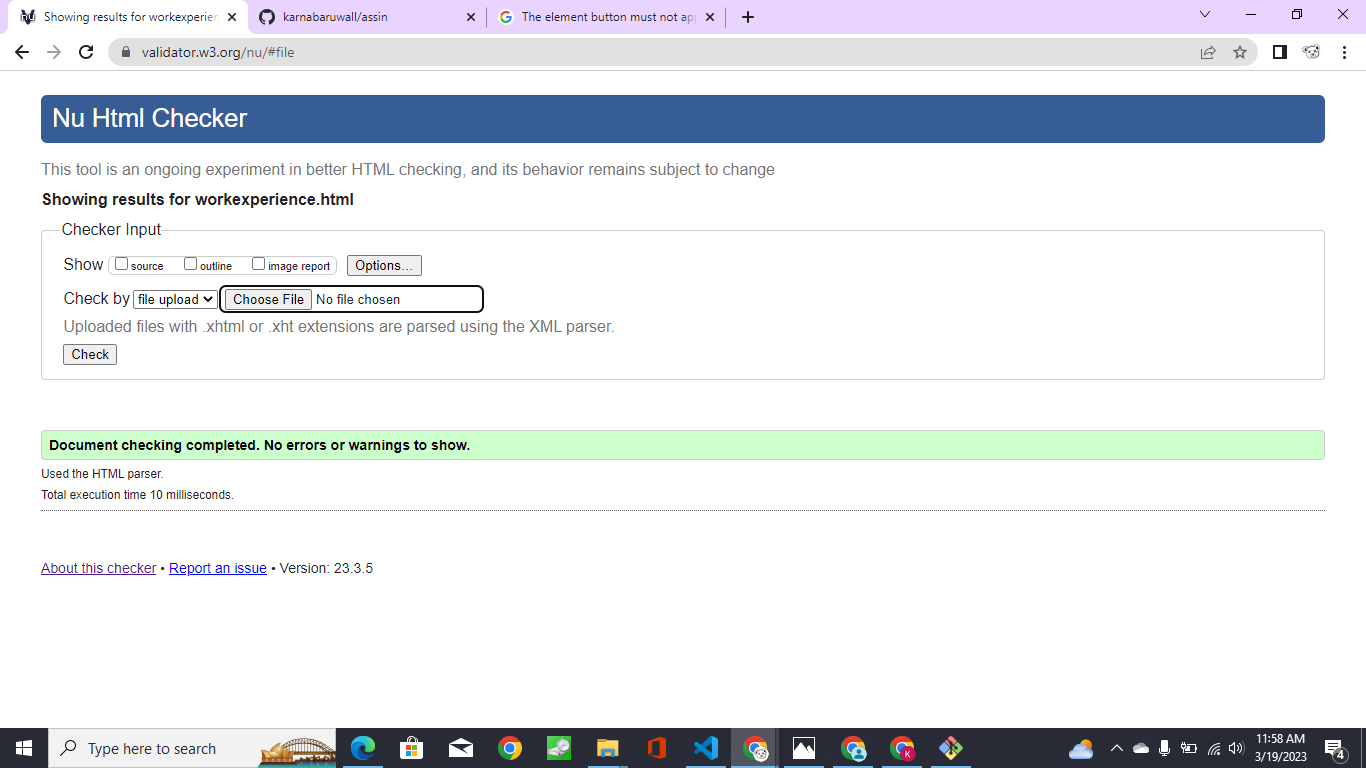 Showing results for workexperien
karnabaruwall/assin
The element button must not app
validator.w3.org/nu/#file
Nu Html Checker
This tool is an ongoing experiment in better HTML checking, and its behavior remains subject to change
Showing results for workexperience.html
Checker Input
Show source outline image report Options...
Check by file upload Choose File No file chosen
Uploaded files with .xhtml or .xht extensions are parsed using the XML parser.
Check
Document checking completed. No errors or warnings to show.
Used the HTML parser.
Total execution time 10 milliseconds.
About this checker • Report an issue • Version: 23.3.5
Type here to search
K
11:58 AM
3/19/2023
4